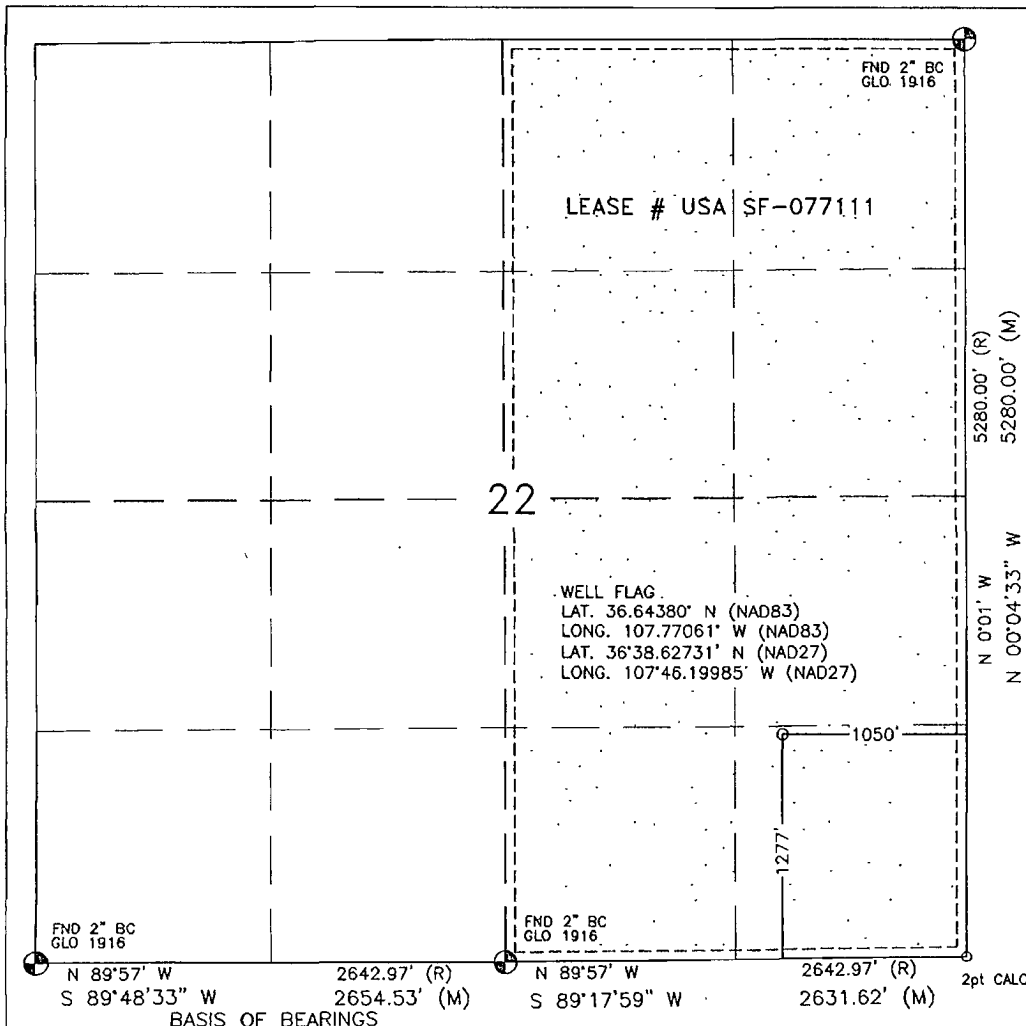 FND 2" BC
GLO 1916
LEASE # USA SF-077111
5280.00' (R)
5280.00' (M)
22
WELL FLAG
LAT. 36.64380° N (NAD83)
LONG. 107.77061° W (NAD83)
LAT. 36°38.62731' N (NAD27)
LONG. 107°46.19985' W (NAD27)
N 0°01' W
N 00°04'33" W
1050'
1277'
FND 2" BC
GLO 1916
FND 2" BC
GLO 1916
N 89°57' W 2642.97' (R)
S 89°48'33" W 2654.53' (M)
BASIS OF BEARINGS
N 89°57' W 2642.97' (R)
S 89°17'59" W 2631.62' (M)
2pt CALC